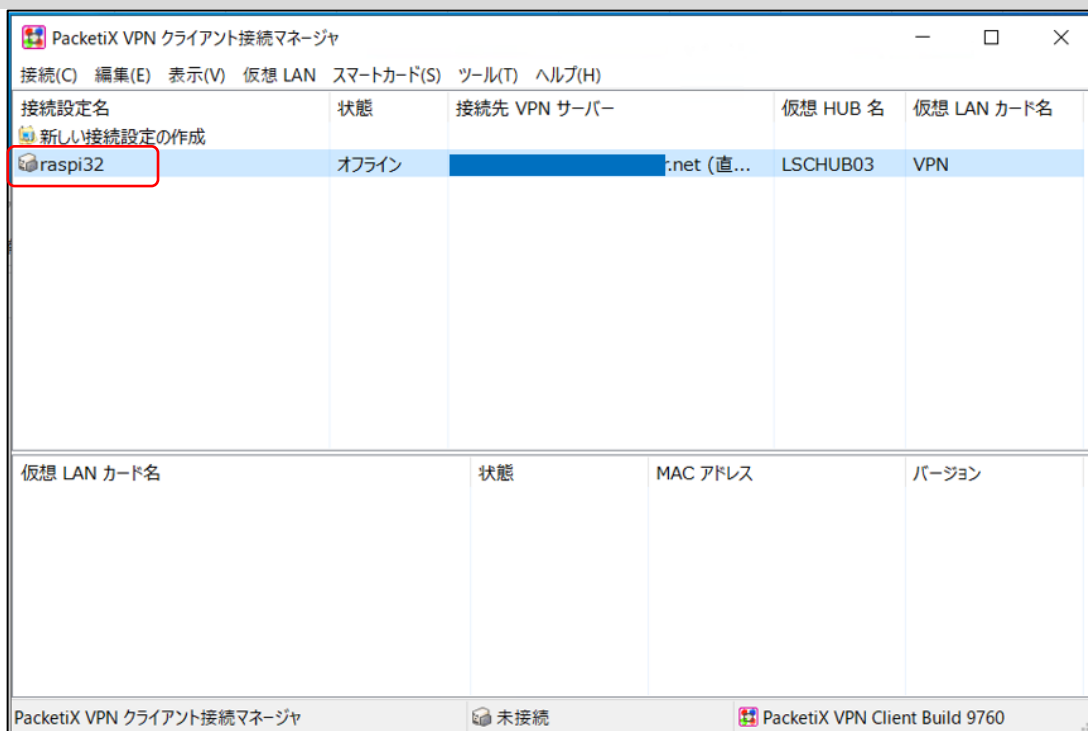 PacketiX VPN クライアント接続マネージャ
接続(C) 編集(E) 表示(V) 仮想 LAN スマートカード(S) ツール(T) ヘルプ(H)
接続設定名 状態 接続先 VPN サーバー 仮想 HUB 名 仮想 LAN カード名
新しい接続設定の作成
raspi32 オフライン .net (直... LSCHUB03 VPN
仮想 LAN カード名 状態 MAC アドレス バージョン
PacketiX VPN クライアント接続マネージャ 未接続 PacketiX VPN Client Build 9760